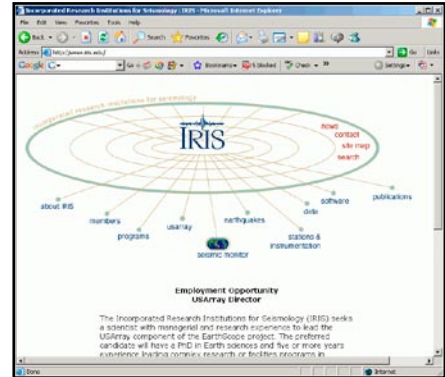 Incorporated Research Institutions for Seismology : IRIS - Microsoft Internet Explorer
File Edit View Favorites Tools Help
Back Search Favorites
Address http://www.iris.edu/ Go Links
Google Go Bookmarks 5 blocked Check Settings
incorporated research institutions for seismology
IRIS
news
contact
site map
search
about IRIS
members
programs
usarray
seismic monitor
earthquakes
stations &
instrumentation
data
software
publications
Employment Opportunity
USArray Director
The Incorporated Research Institutions for Seismology (IRIS) seeks
a scientist with managerial and research experience to lead the
USArray component of the EarthScope project. The preferred
candidate will have a PhD in Earth sciences and five or more years
experience leading complex research or facilities programs in
Done Internet